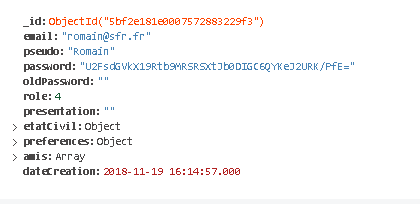 _id: ObjectId("5bf2e181e0007572883229f3")
email: "romain@sfr.fr"
pseudo: "Romain"
password: "U2FsdGVkX19Rtb9MRSRSXtJb0DIGC6QYKeJ2URK/PfE="
oldPassword: ""
role: 4
presentation: ""
> etatCivil: Object
> preferences: Object
> amis: Array
dateCreation: 2018-11-19 16:14:57.000